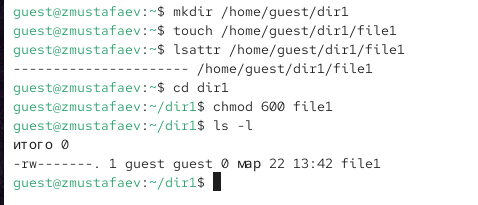 guest@zmustafaev:~$ mkdir /home/guest/dir1
guest@zmustafaev:~$ touch /home/guest/dir1/file1
guest@zmustafaev:~$ lsattr /home/guest/dir1/file1
---------------------- /home/guest/dir1/file1
guest@zmustafaev:~$ cd dir1
guest@zmustafaev:~/dir1$ chmod 600 file1
guest@zmustafaev:~/dir1$ ls -l
итого 0
-rw-------. 1 guest guest 0 мар 22 13:42 file1
guest@zmustafaev:~/dir1$